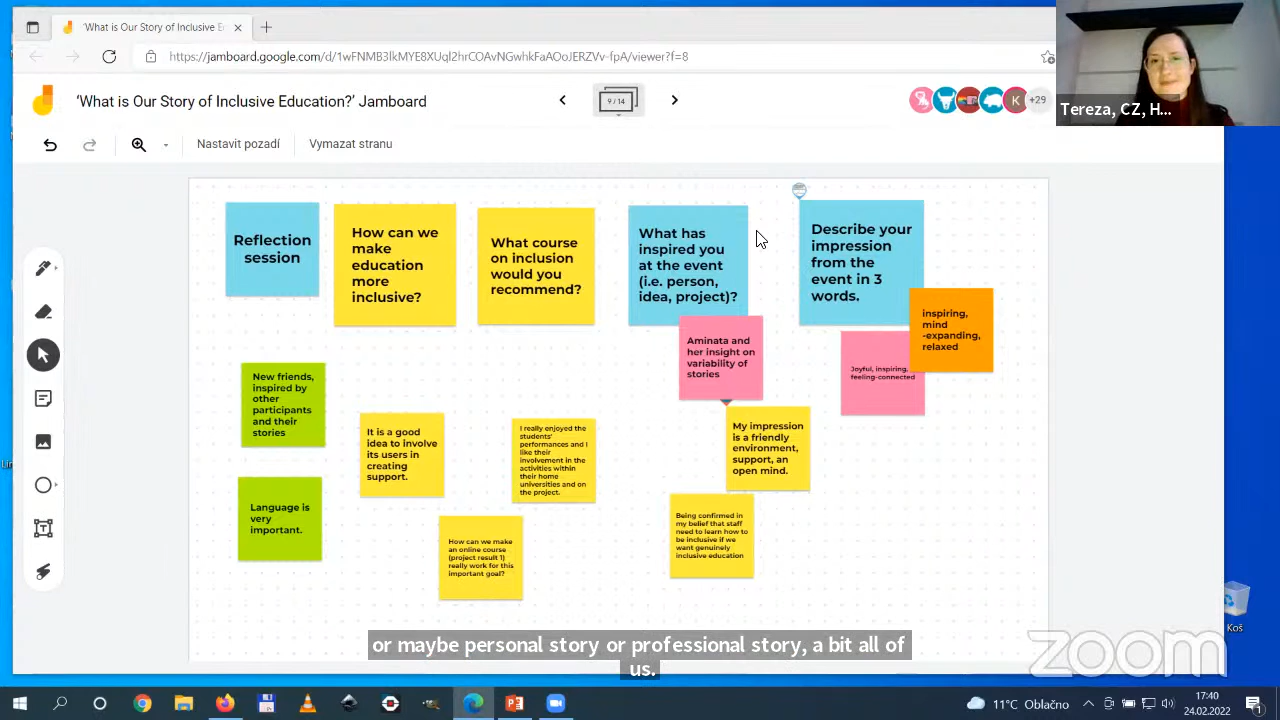 'What is Our Story of Inclusive E
https://jamboard.google.com/d/1wFNMB3lkMYE8XUql2hrCOAvNGwhkFaAOoJERZVv-fpA/viewer?f=8
'What is Our Story of Inclusive Education?' Jamboard
9 / 14
K
+29
Tereza, CZ, H...
Nastavit pozadí
Vymazat stranu
Reflection
session
How can we
make
education
more
inclusive?
What course
on inclusion
would you
recommend?
What has
inspired you
at the event
(i.e. person,
idea, project)?
Describe your
impression
from the
event in 3
words.
inspiring,
mind
-expanding,
relaxed
Aminata and
her insight on
variability of
stories
Joyful, inspiring,
feeling-connected
New friends,
inspired by
other
participants
and their
stories
It is a good
idea to involve
its users in
creating
support.
I really enjoyed the
students'
performances and I
like their
involvement in the
activities within
their home
universities and on
the project.
My impression
is a friendly
environment,
support, an
open mind.
Language is
very
important.
How can we make
an online course
(project result 1)
really work for this
important goal?
Being confirmed in
my belief that staff
need to learn how to
be inclusive if we
want genuinely
inclusive education
or maybe personal story or professional story, a bit all of
us.
zoom
Koš
11°C Oblačno
17:40
24.02.2022
1